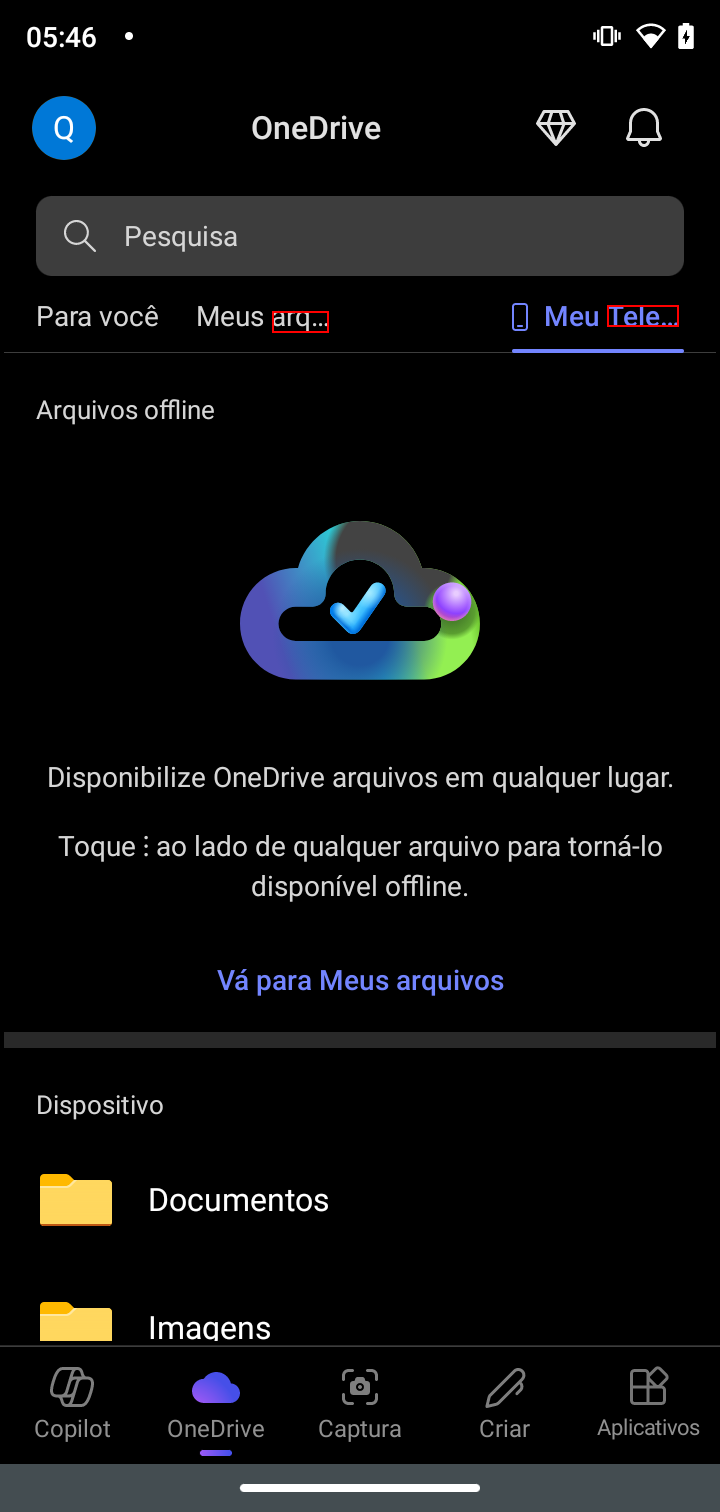 05:46
Q
OneDrive
Pesquisa
Para você
Meus arq...
Meu Tele...
Arquivos offline
Disponibilize OneDrive arquivos em qualquer lugar.
Toque ⋮ ao lado de qualquer arquivo para torná-lo
disponível offline.
Vá para Meus arquivos
Dispositivo
Documentos
Imagens
Copilot
OneDrive
Captura
Criar
Aplicativos